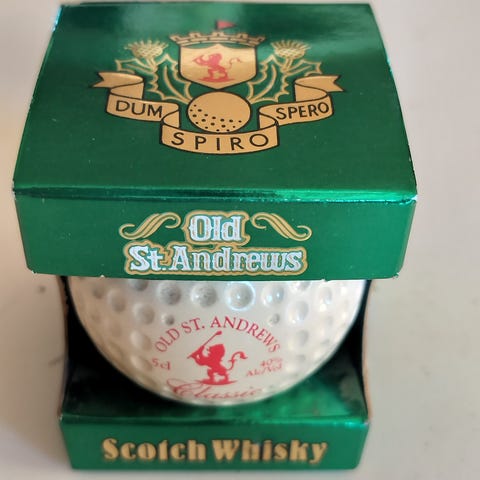 DUM SPIRO SPERO
Old
St. Andrews
OLD ST. ANDREWS
5cl 40%
Alc/Vol
Classic
Scotch Whisky